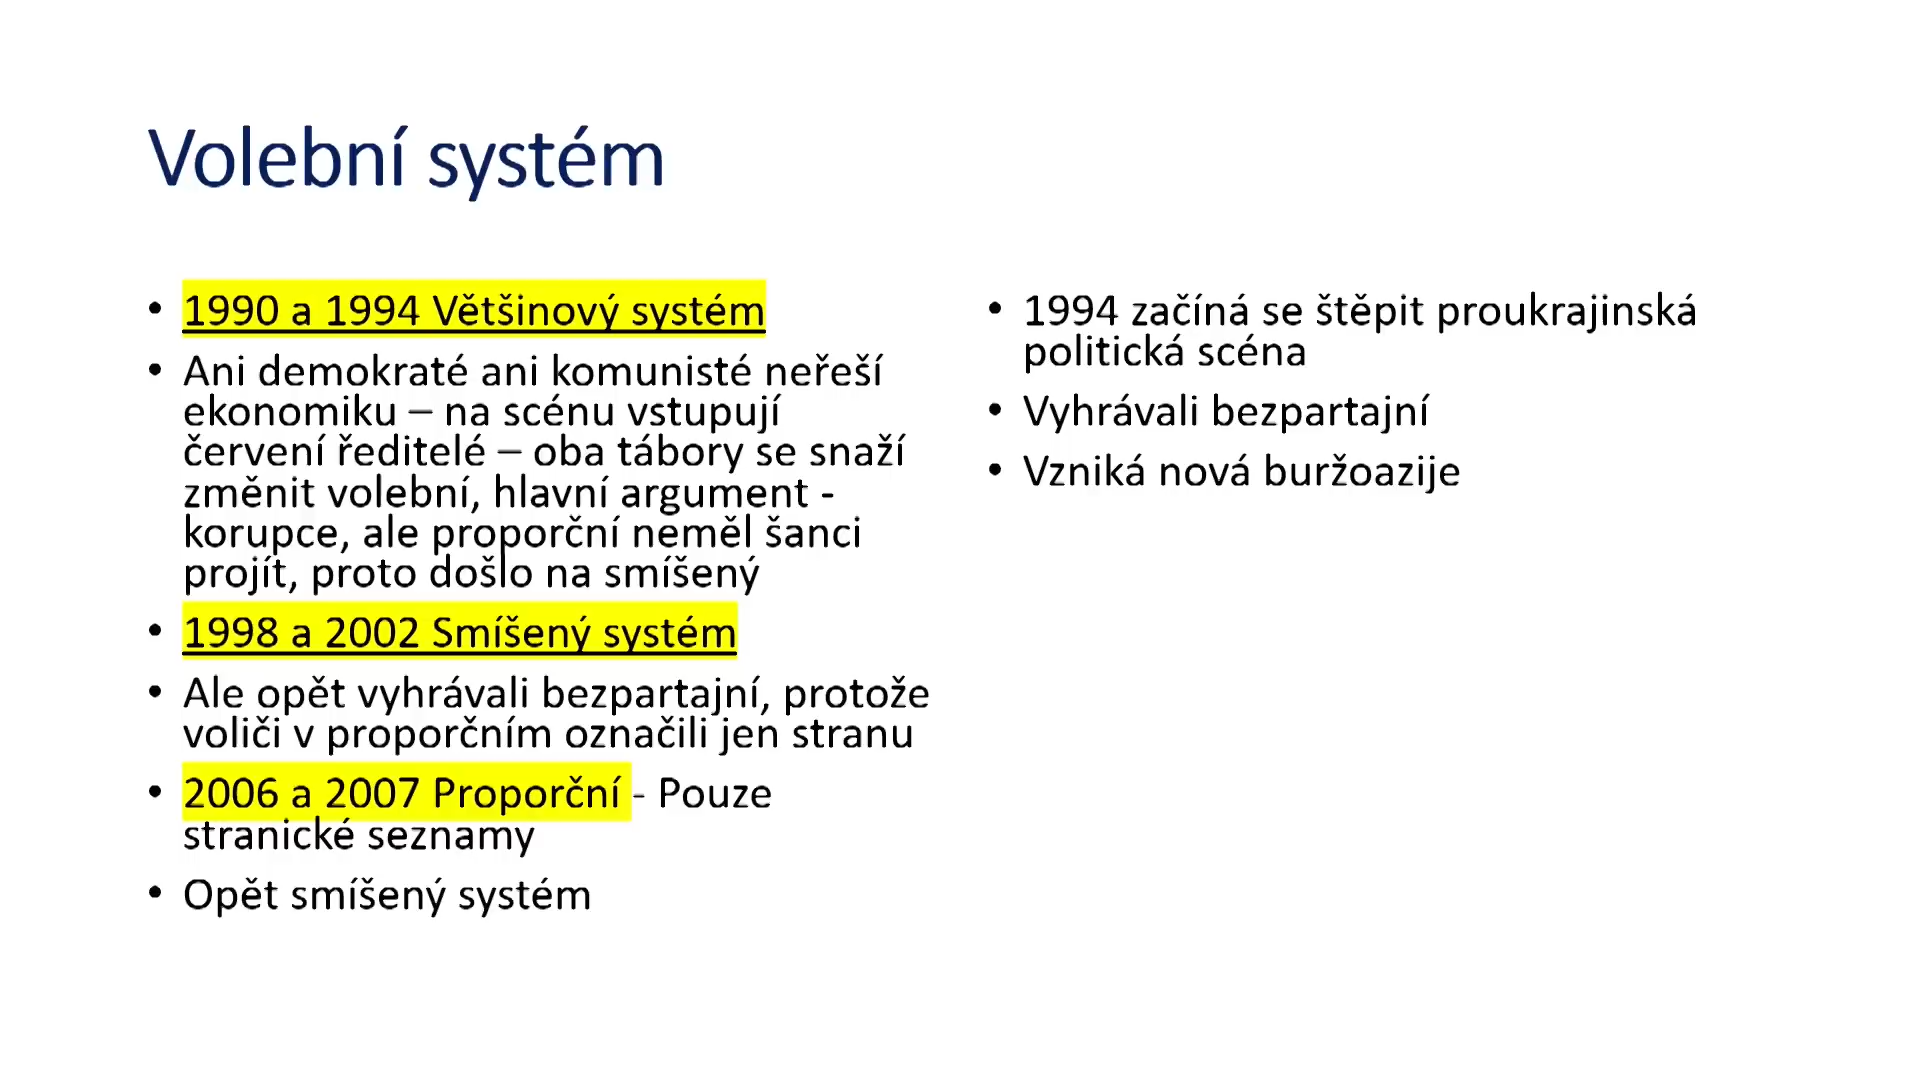 Volební systém
• 1990 a 1994 Většinový systém
• Ani demokraté ani komunisté neřeší
ekonomiku – na scénu vstupují
červení ředitelé – oba tábory se snaží
změnit volební, hlavní argument -
korupce, ale proporční neměl šanci
projít, proto došlo na smíšený
• 1998 a 2002 Smíšený systém
• Ale opět vyhrávali bezpartajní, protože
voliči v proporčním označili jen stranu
• 2006 a 2007 Proporční - Pouze
stranické seznamy
• Opět smíšený systém
• 1994 začíná se štěpit proukrajinská
politická scéna
• Vyhrávali bezpartajní
• Vzniká nová buržoazije